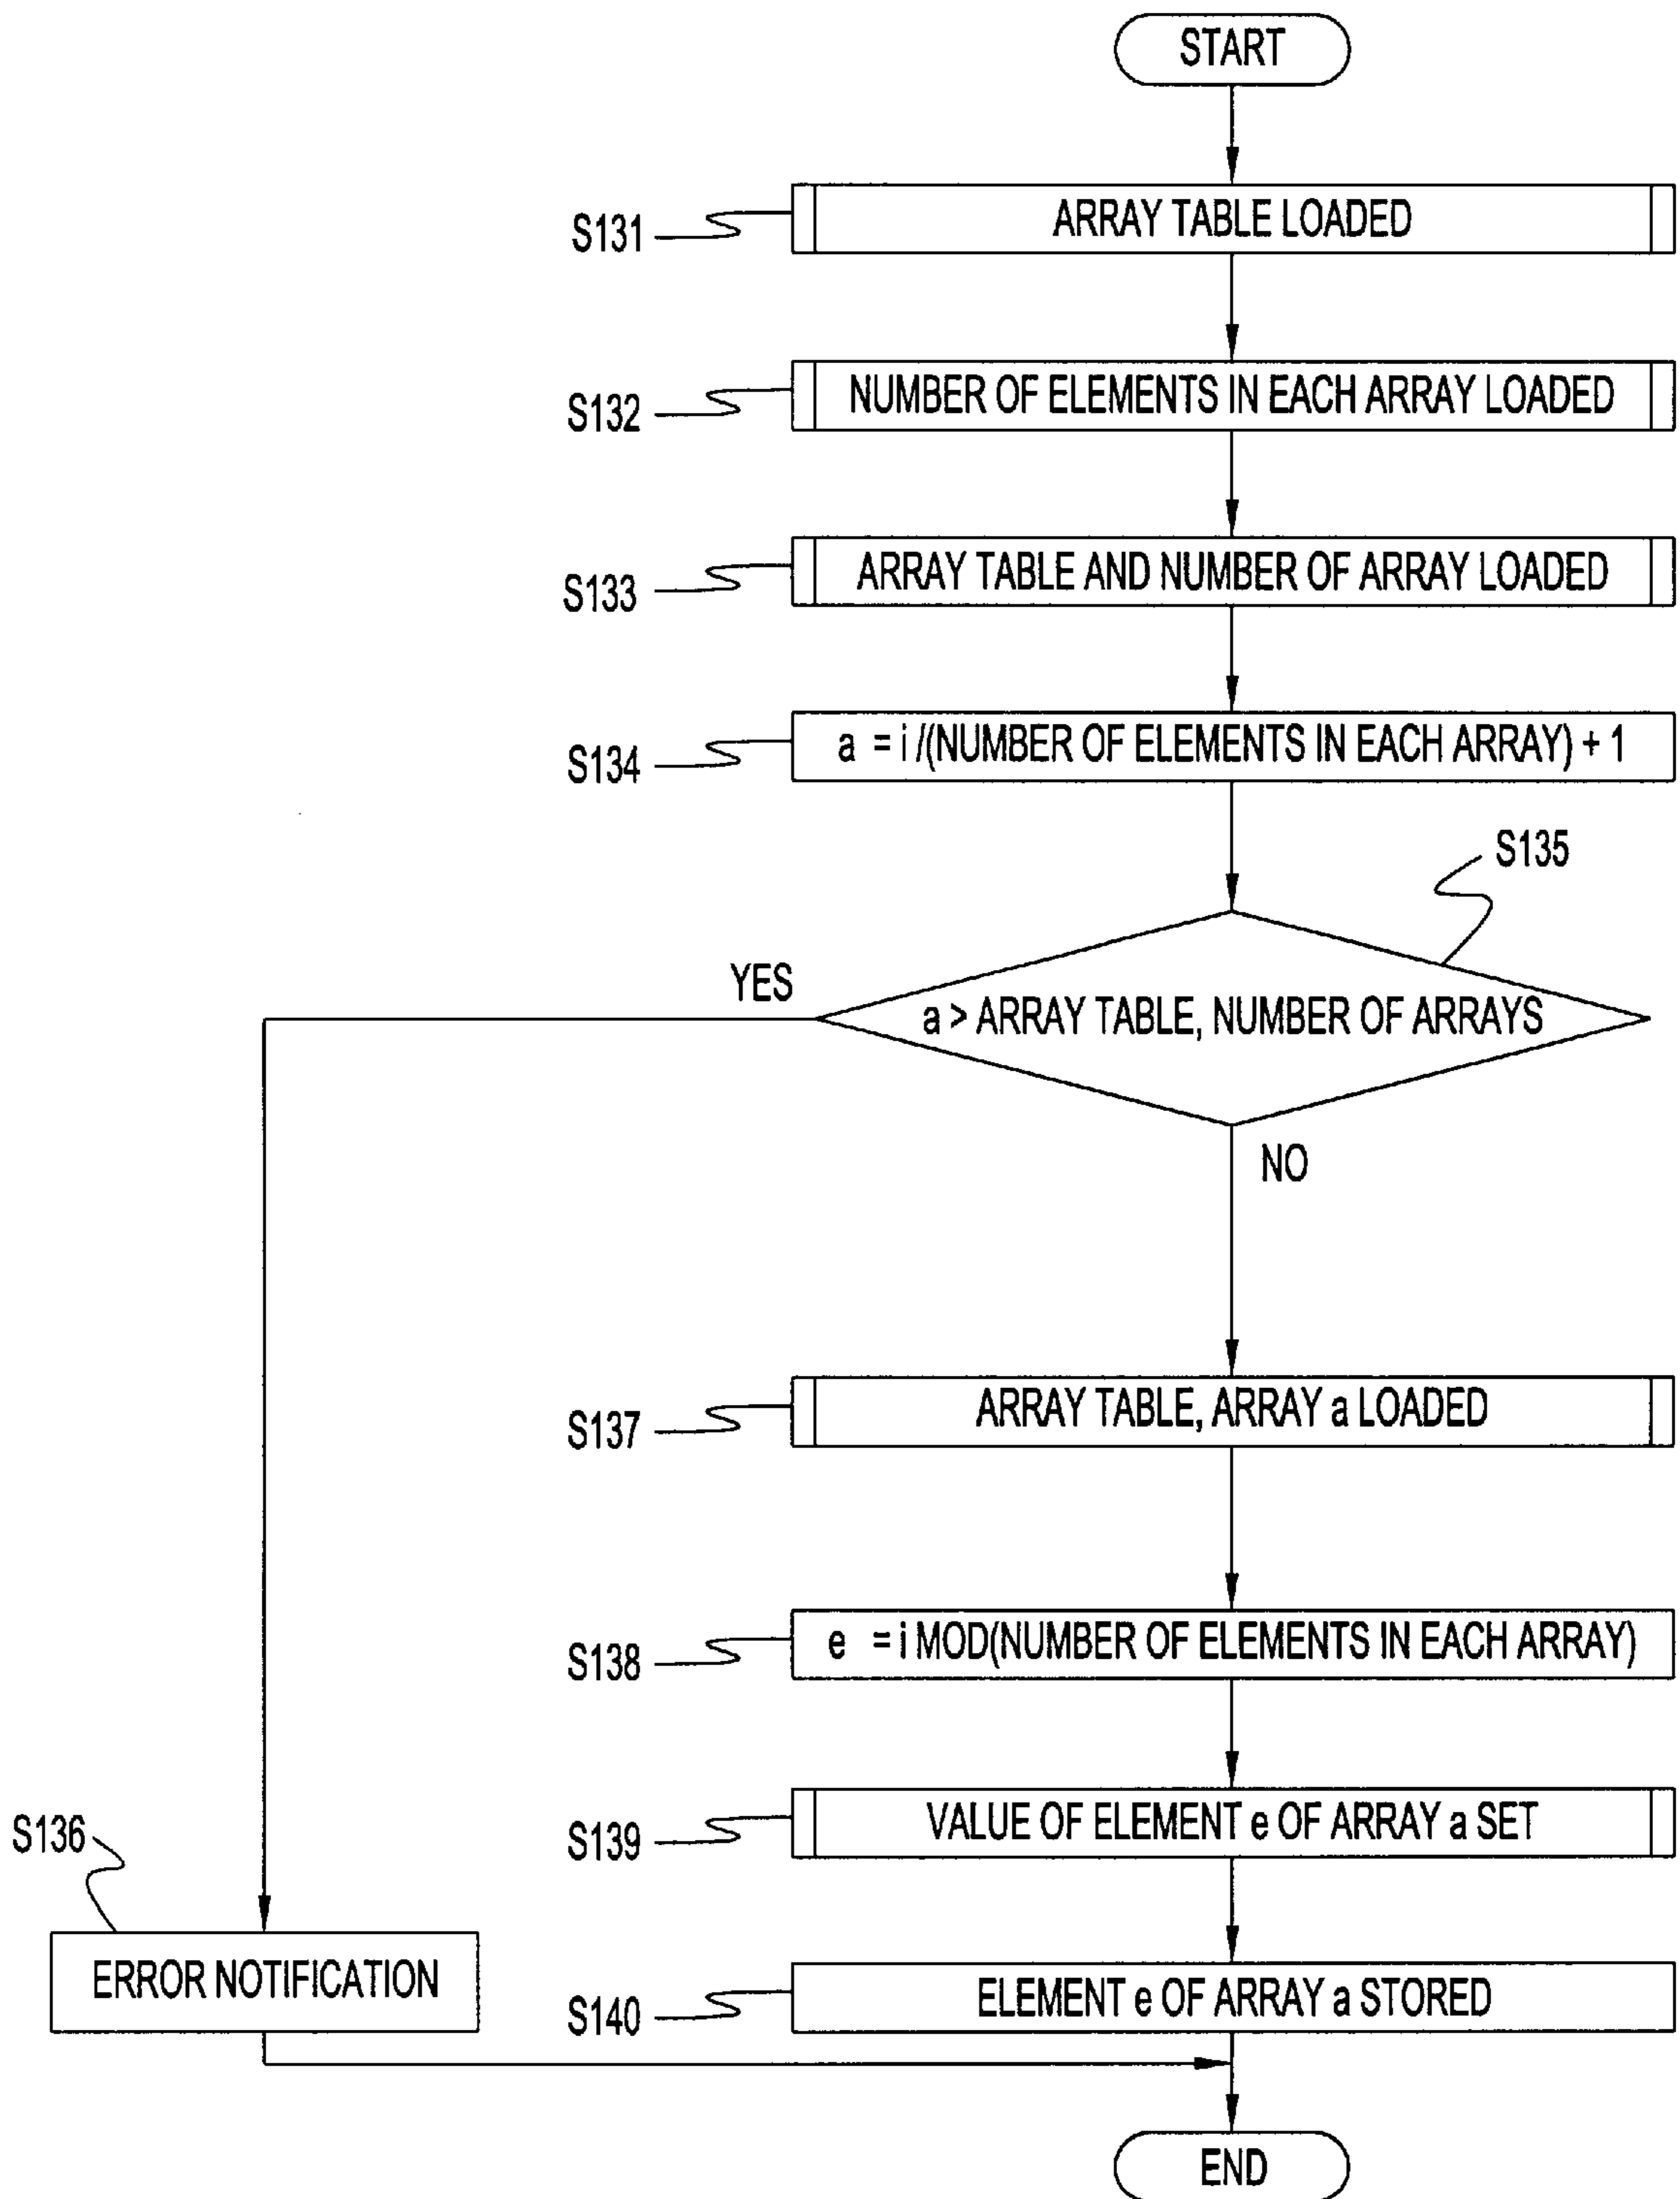 START
S131
ARRAY TABLE LOADED
S132
NUMBER OF ELEMENTS IN EACH ARRAY LOADED
S133
ARRAY TABLE AND NUMBER OF ARRAY LOADED
S134
a = i /(NUMBER OF ELEMENTS IN EACH ARRAY) + 1
S135
YES
a > ARRAY TABLE, NUMBER OF ARRAYS
NO
S137
ARRAY TABLE, ARRAY a LOADED
S138
e = i MOD(NUMBER OF ELEMENTS IN EACH ARRAY)
S139
VALUE OF ELEMENT e OF ARRAY a SET
S136
ERROR NOTIFICATION
S140
ELEMENT e OF ARRAY a STORED
END